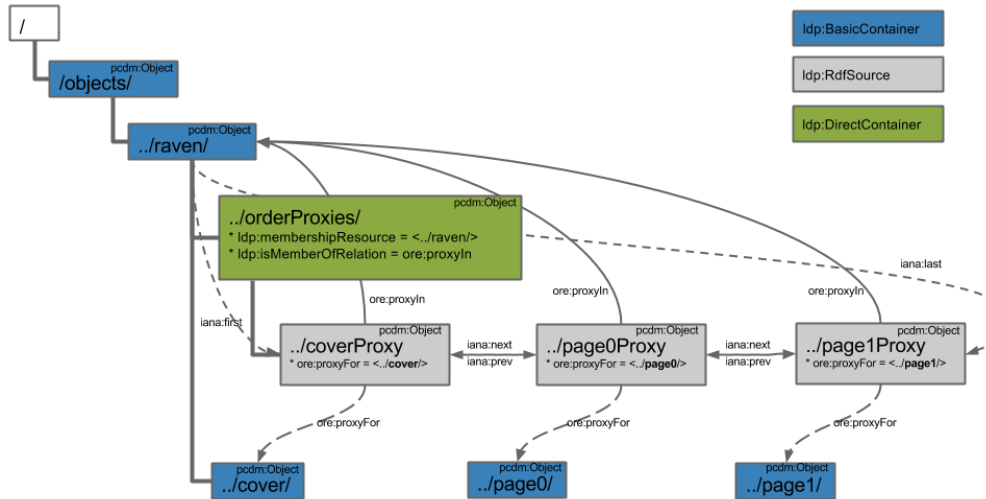 /
ldp:BasicContainer
pcdm:Object
/objects/
ldp:RdfSource
pcdm:Object
../raven/
ldp:DirectContainer
pcdm:Object
../orderProxies/
* ldp:membershipResource = <../raven/>
* ldp:isMemberOfRelation = ore:proxyIn
iana:last
ore:proxyIn
ore:proxyIn
ore:proxyIn
iana:first
pcdm:Object
../coverProxy
* ore:proxyFor = <../cover/>
iana:next
iana:prev
pcdm:Object
../page0Proxy
* ore:proxyFor = <../page0/>
iana:next
iana:prev
pcdm:Object
../page1Proxy
* ore:proxyFor = <../page1/>
ore:proxyFor
ore:proxyFor
ore:proxyFor
pcdm:Object
../cover/
pcdm:Object
../page0/
pcdm:Object
../page1/